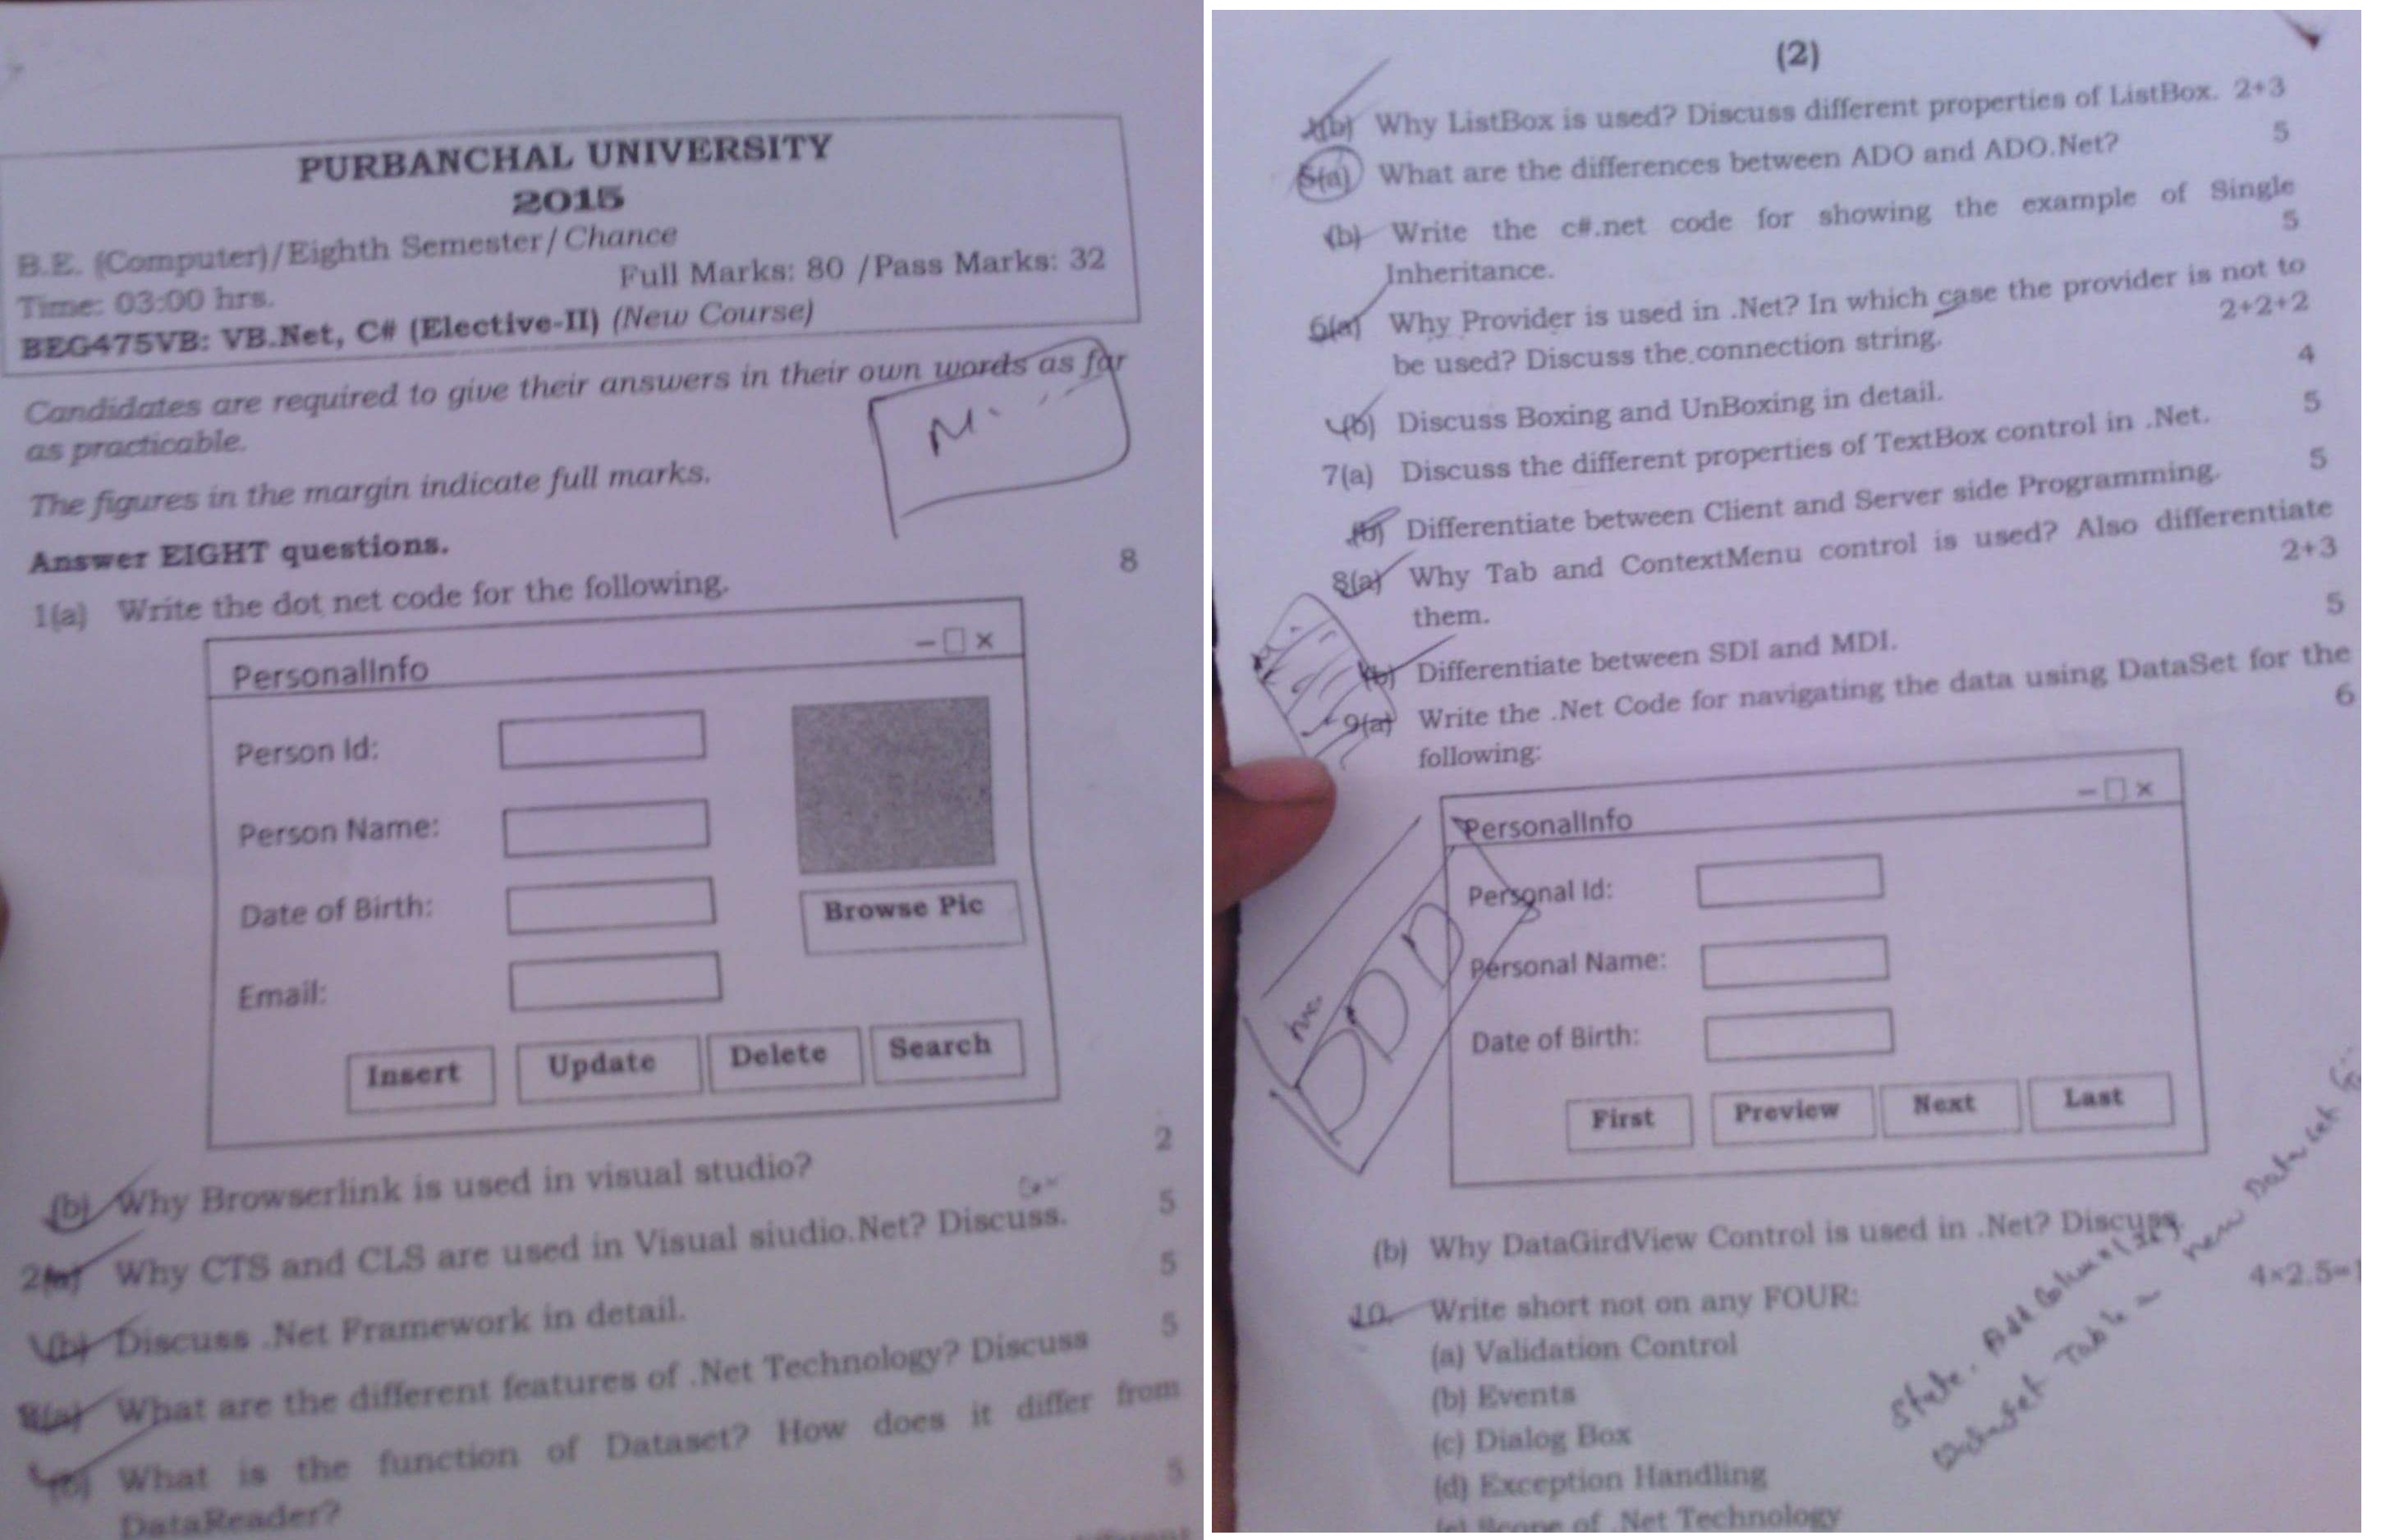 PURBANCHAL UNIVERSITY
2015
B.E. (Computer)/Eighth Semester/Chance
Time: 03:00 hrs. Full Marks: 80 /Pass Marks: 32
BEG475VB: VB.Net, C# (Elective-II) (New Course)
Candidates are required to give their answers in their own words as far
as practicable.
The figures in the margin indicate full marks.
Answer EIGHT questions.
1(a) Write the dot net code for the following. 8
PersonalInfo
Person Id:
Person Name:
Date of Birth:
Email:
Browse Pic
Insert Update Delete Search
(b) Why Browserlink is used in visual studio? 2
2(a) Why CTS and CLS are used in Visual siudio.Net? Discuss. 5
(b) Discuss .Net Framework in detail. 5
(a) What are the different features of .Net Technology? Discuss 5
(b) What is the function of Dataset? How does it differ from
DataReader? 5
different
(2)
(b) Why ListBox is used? Discuss different properties of ListBox. 2+3
5(a) What are the differences between ADO and ADO.Net? 5
(b) Write the c#.net code for showing the example of Single
Inheritance. 5
6(a) Why Provider is used in .Net? In which case the provider is not to
be used? Discuss the connection string. 2+2+2
(b) Discuss Boxing and UnBoxing in detail. 4
7(a) Discuss the different properties of TextBox control in .Net. 5
(b) Differentiate between Client and Server side Programming. 5
8(a) Why Tab and ContextMenu control is used? Also differentiate
them. 2+3
(b) Differentiate between SDI and MDI. 5
9(a) Write the .Net Code for navigating the data using DataSet for the
following: 6
PersonalInfo
Personal Id:
Personal Name:
Date of Birth:
First Preview Next Last
(b) Why DataGirdView Control is used in .Net? Discuss
10. Write short not on any FOUR: 4×2.5=
(a) Validation Control
(b) Events
(c) Dialog Box
(d) Exception Handling
(e) Scope of .Net Technology